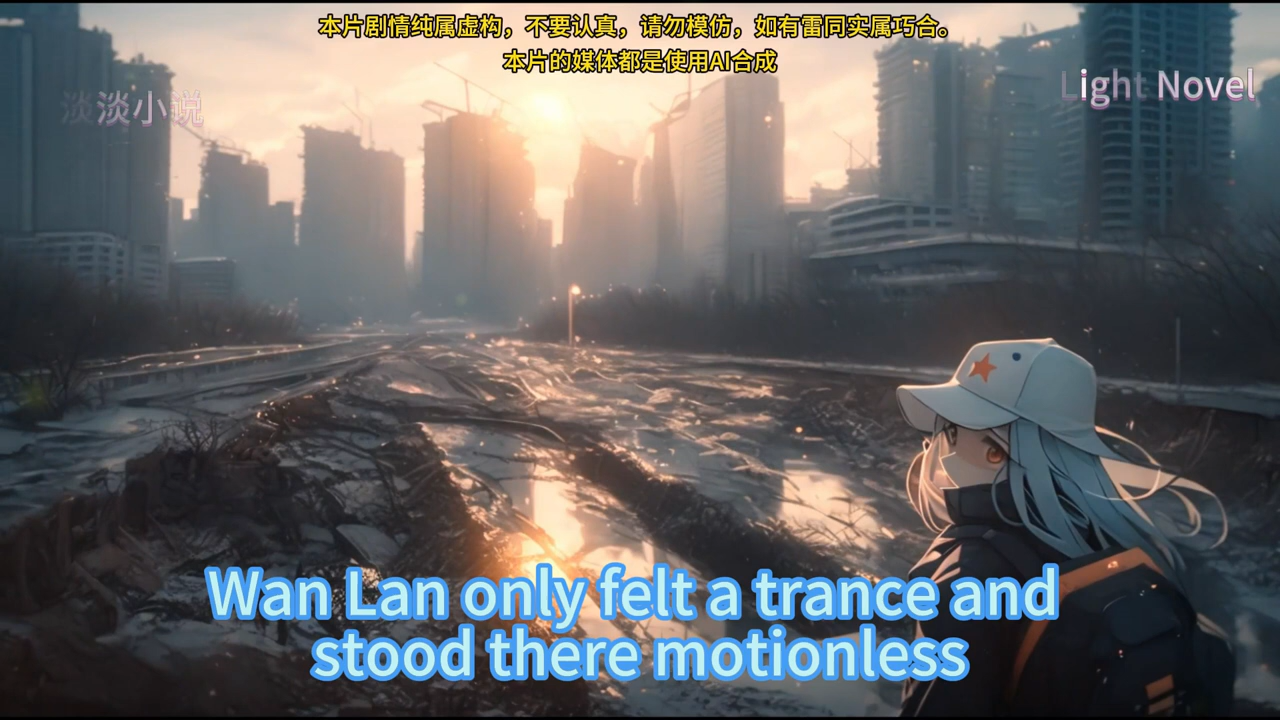 本片剧情纯属虚构，不要认真，请勿模仿，如有雷同实属巧合。
本片的媒体都是使用AI合成
淡淡小说
Light Novel
Wan Lan only felt a trance and
stood there motionless